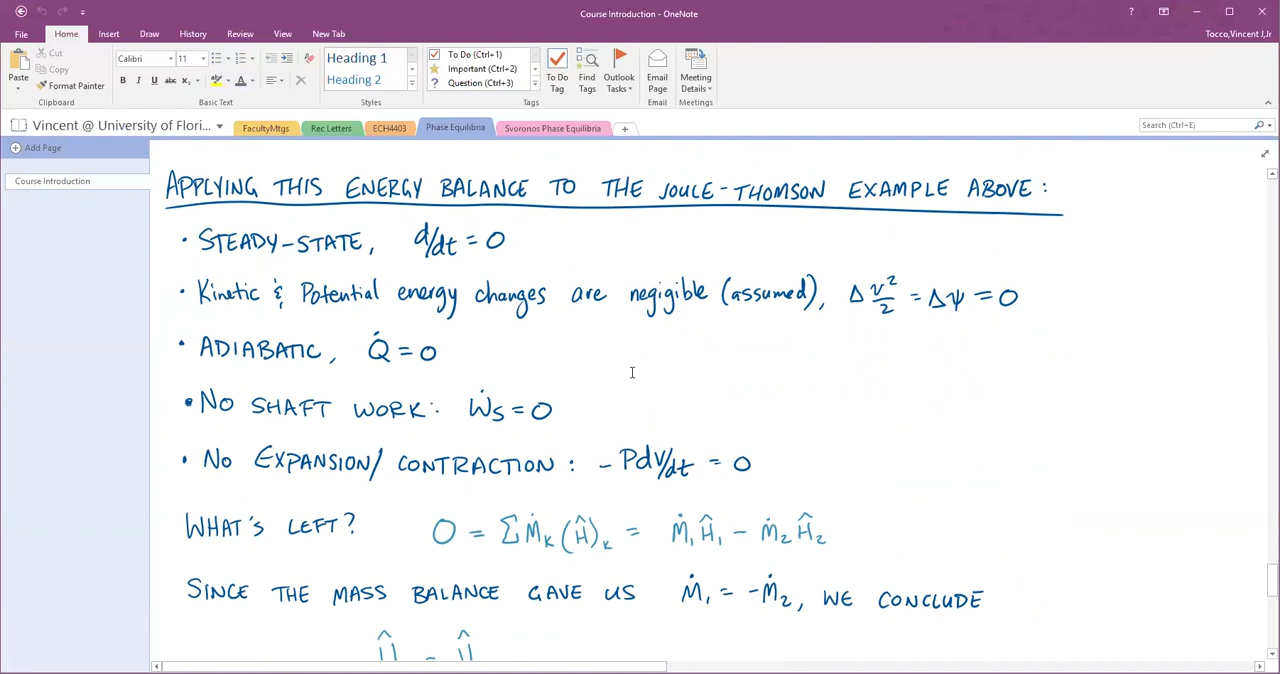 Course Introduction - OneNote
?
File Home Insert Draw History Review View New Tab
Tocco,Vincent J,Jr
Paste
Cut
Copy
Format Painter
Clipboard
Calibri 11
B I U abc x₂ A
Basic Text
Heading 1
Heading 2
Styles
To Do (Ctrl+1)
Important (Ctrl+2)
? Question (Ctrl+3)
To Do Tag
Find Tags
Outlook Tasks
Tags
Email Page
Email
Meeting Details
Meetings
Vincent @ University of Flori... FacultyMtgs Rec Letters ECH4403 Phase Equilibria Svoronos Phase Equilibria +
Search (Ctrl+E)
Add Page
Course Introduction
APPLYING THIS ENERGY BALANCE TO THE JOULE-THOMSON EXAMPLE ABOVE:
• STEADY-STATE, d/dt = 0
• Kinetic & Potential energy changes are negigible (assumed), Δ v²/2 = Δψ = 0
• ADIABATIC, Q̇ = 0
• NO SHAFT WORK: Ẇs = 0
• NO EXPANSION/CONTRACTION: - PdV/dt = 0
WHAT'S LEFT? 0 = ΣṀₖ(Ĥ)ₖ = Ṁ₁Ĥ₁ - Ṁ₂Ĥ₂
SINCE THE MASS BALANCE GAVE US Ṁ₁ = -Ṁ₂, WE CONCLUDE